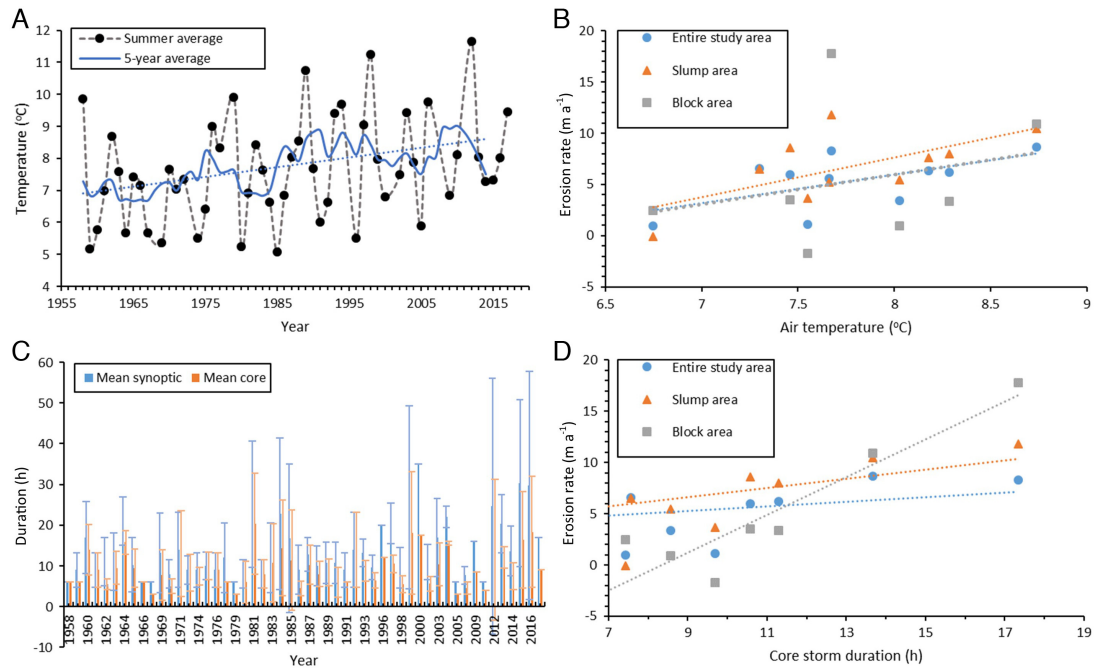 A
Summer average
5-year average
Temperature (ºC)
12
11
10
9
8
7
6
5
4
1955 1965 1975 1985 1995 2005 2015
Year
B
Entire study area
Slump area
Block area
Erosion rate (m a-1)
20
15
10
5
0
-5
6.5 7 7.5 8 8.5 9
Air temperature (ºC)
C
Mean synoptic Mean core
Duration (h)
60
50
40
30
20
10
0
-10
1958 1960 1962 1964 1966 1969 1971 1974 1976 1979 1981 1983 1985 1987 1989 1991 1993 1996 1998 2000 2003 2005 2009 2012 2014 2016
Year
D
Entire study area
Slump area
Block area
Erosion rate (m a-1)
20
15
10
5
0
-5
7 9 11 13 15 17 19
Core storm duration (h)